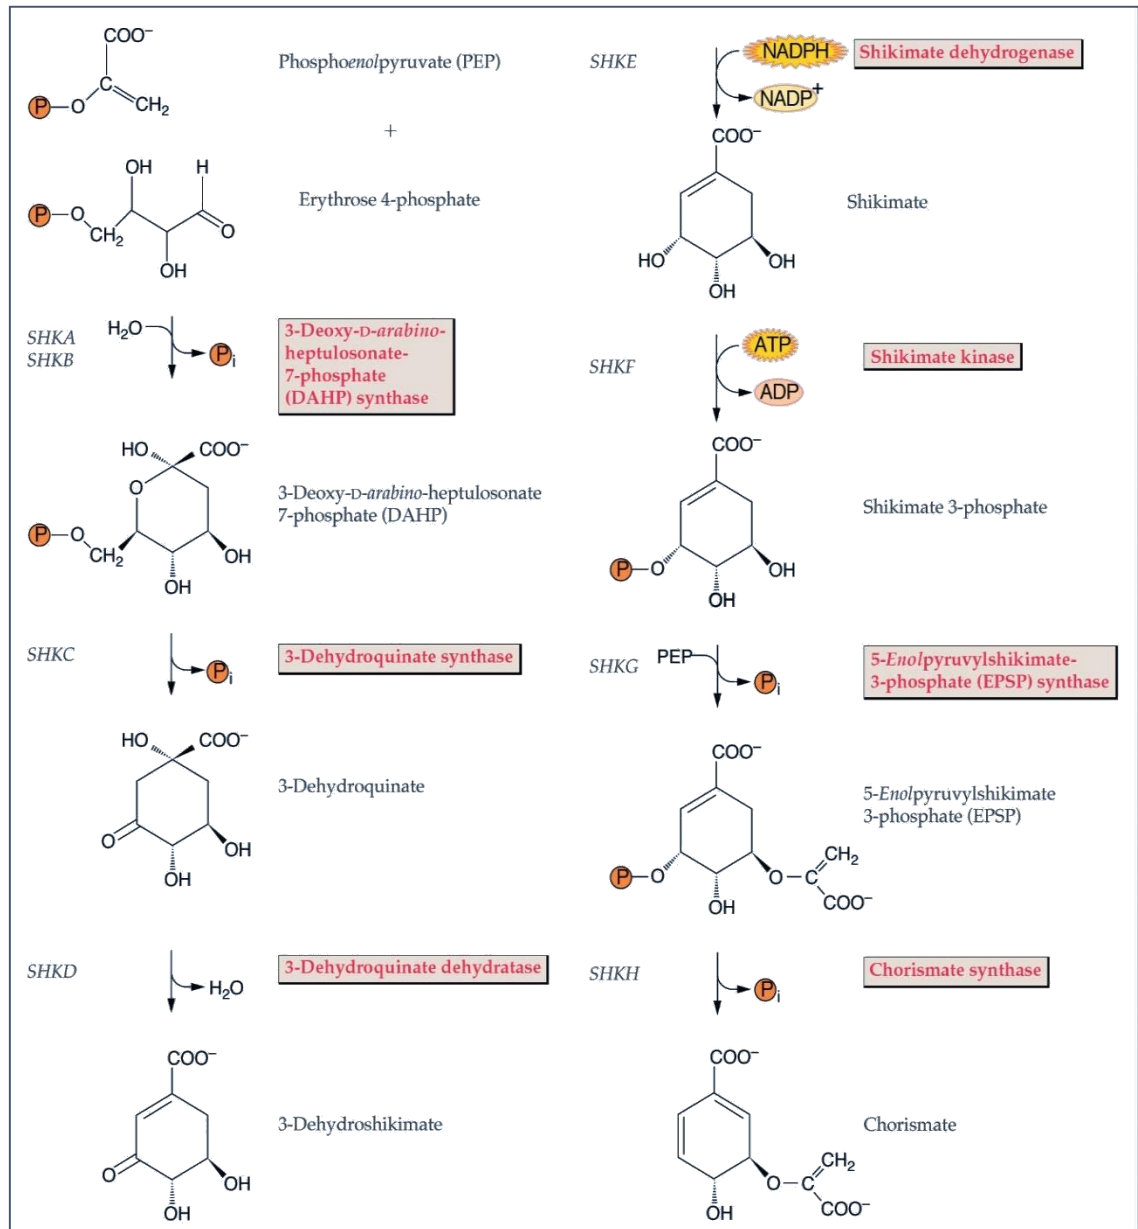 COO⁻
P–O
C
CH₂
Phosphoenolpyruvate (PEP)
+
OH
H
P–O
CH₂
O
OH
Erythrose 4-phosphate
SHKA
SHKB
H₂O
Pi
3-Deoxy-D-arabino-
heptulosonate-
7-phosphate
(DAHP) synthase
HO
COO⁻
O
P–O
CH₂
OH
OH
3-Deoxy-D-arabino-heptulosonate
7-phosphate (DAHP)
SHKC
Pi
3-Dehydroquinate synthase
HO
COO⁻
O
OH
OH
3-Dehydroquinate
SHKD
H₂O
3-Dehydroquinate dehydratase
COO⁻
O
OH
OH
3-Dehydroshikimate
SHKE
NADPH
NADP⁺
Shikimate dehydrogenase
COO⁻
HO
OH
OH
Shikimate
SHKF
ATP
ADP
Shikimate kinase
COO⁻
P–O
OH
OH
Shikimate 3-phosphate
SHKG
PEP
Pi
5-Enolpyruvylshikimate-
3-phosphate (EPSP) synthase
COO⁻
P–O
OH
O–C
CH₂
COO⁻
5-Enolpyruvylshikimate
3-phosphate (EPSP)
SHKH
Pi
Chorismate synthase
COO⁻
O–C
CH₂
COO⁻
OH
Chorismate